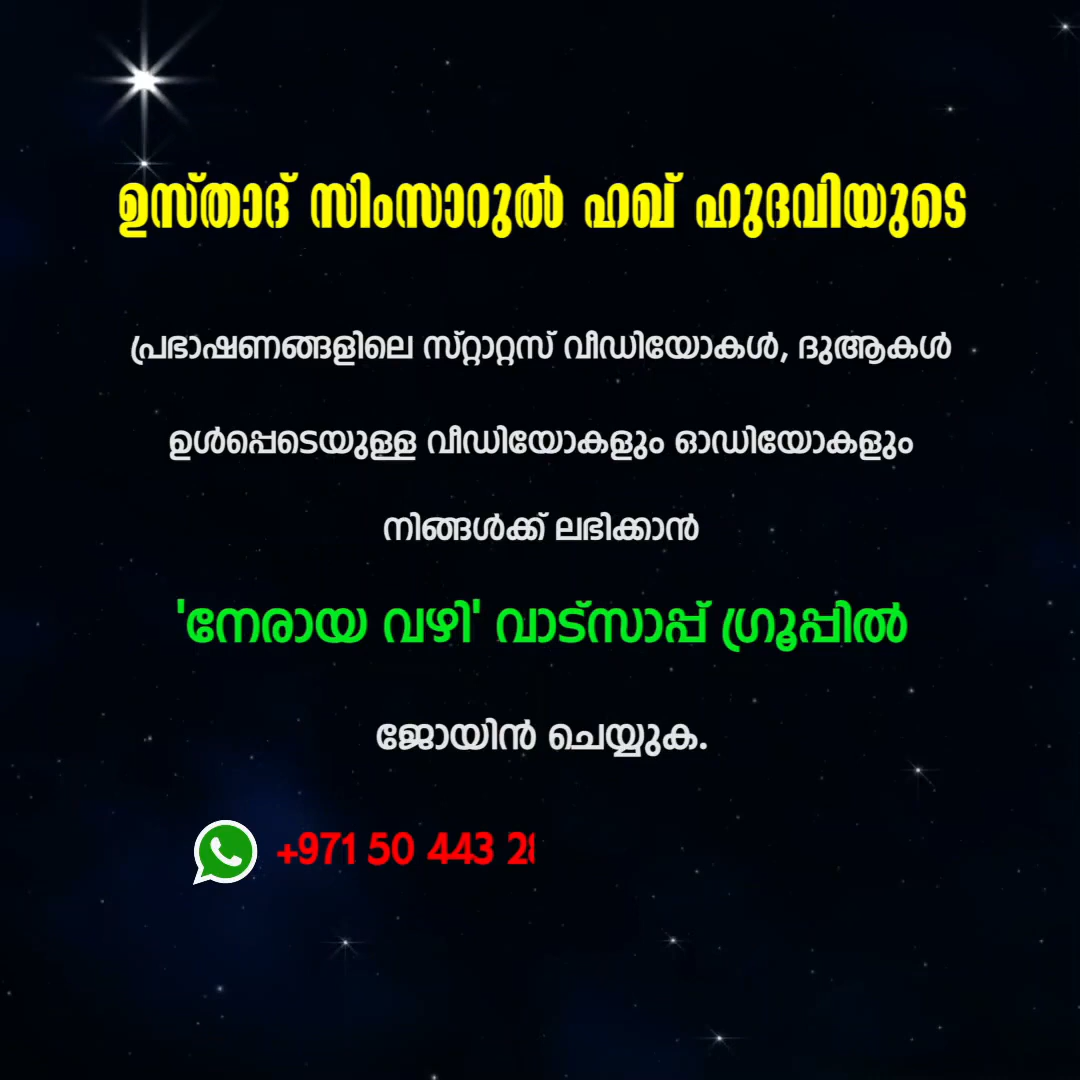 ഉസ്താദ് സിംസാറുൽ ഹഖ് ഹുദവിയുടെ
പ്രഭാഷണങ്ങളിലെ സ്റ്റാറ്റസ് വീഡിയോകൾ, ദുആകൾ
ഉൾപ്പെടെയുള്ള വീഡിയോകളും ഓഡിയോകളും
നിങ്ങൾക്ക് ലഭിക്കാൻ
'നേരായ വഴി' വാട്സാപ്പ് ഗ്രൂപ്പിൽ
ജോയിൻ ചെയ്യുക.
+971 50 443